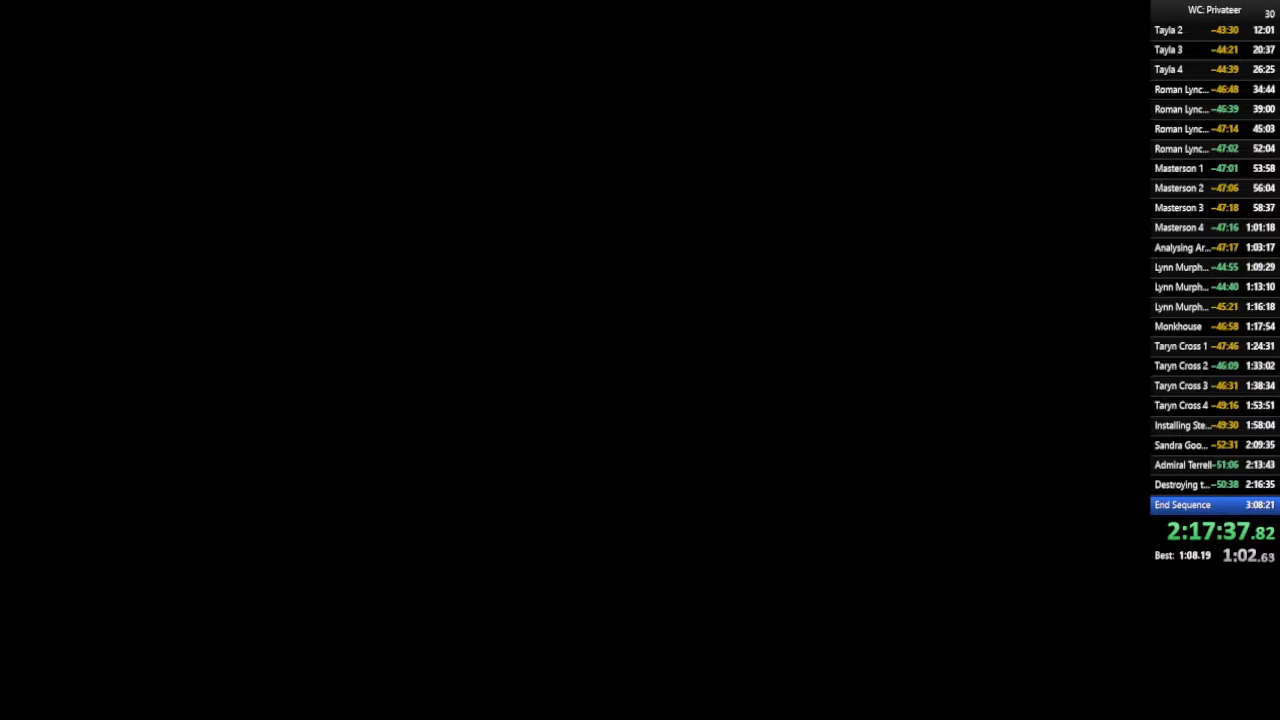 WC: Privateer 30
Tayla 2 −43:30 12:01
Tayla 3 −44:21 20:37
Tayla 4 −44:39 26:25
Roman Lync... −46:48 34:44
Roman Lync... −46:39 39:00
Roman Lync... −47:14 45:03
Roman Lync... −47:02 52:04
Masterson 1 −47:01 53:58
Masterson 2 −47:06 56:04
Masterson 3 −47:18 58:37
Masterson 4 −47:16 1:01:18
Analysing Ar... −47:17 1:03:17
Lynn Murph... −44:55 1:09:29
Lynn Murph... −44:40 1:13:10
Lynn Murph... −45:21 1:16:18
Monkhouse −46:58 1:17:54
Taryn Cross 1 −47:46 1:24:31
Taryn Cross 2 −46:09 1:33:02
Taryn Cross 3 −46:31 1:38:34
Taryn Cross 4 −49:16 1:53:51
Installing Ste... −49:30 1:58:04
Sandra Goo... −52:31 2:09:35
Admiral Terrell −51:06 2:13:43
Destroying t... −50:38 2:16:35
End Sequence 3:08:21
2:17:37.82
Best: 1:08.19 1:02.63